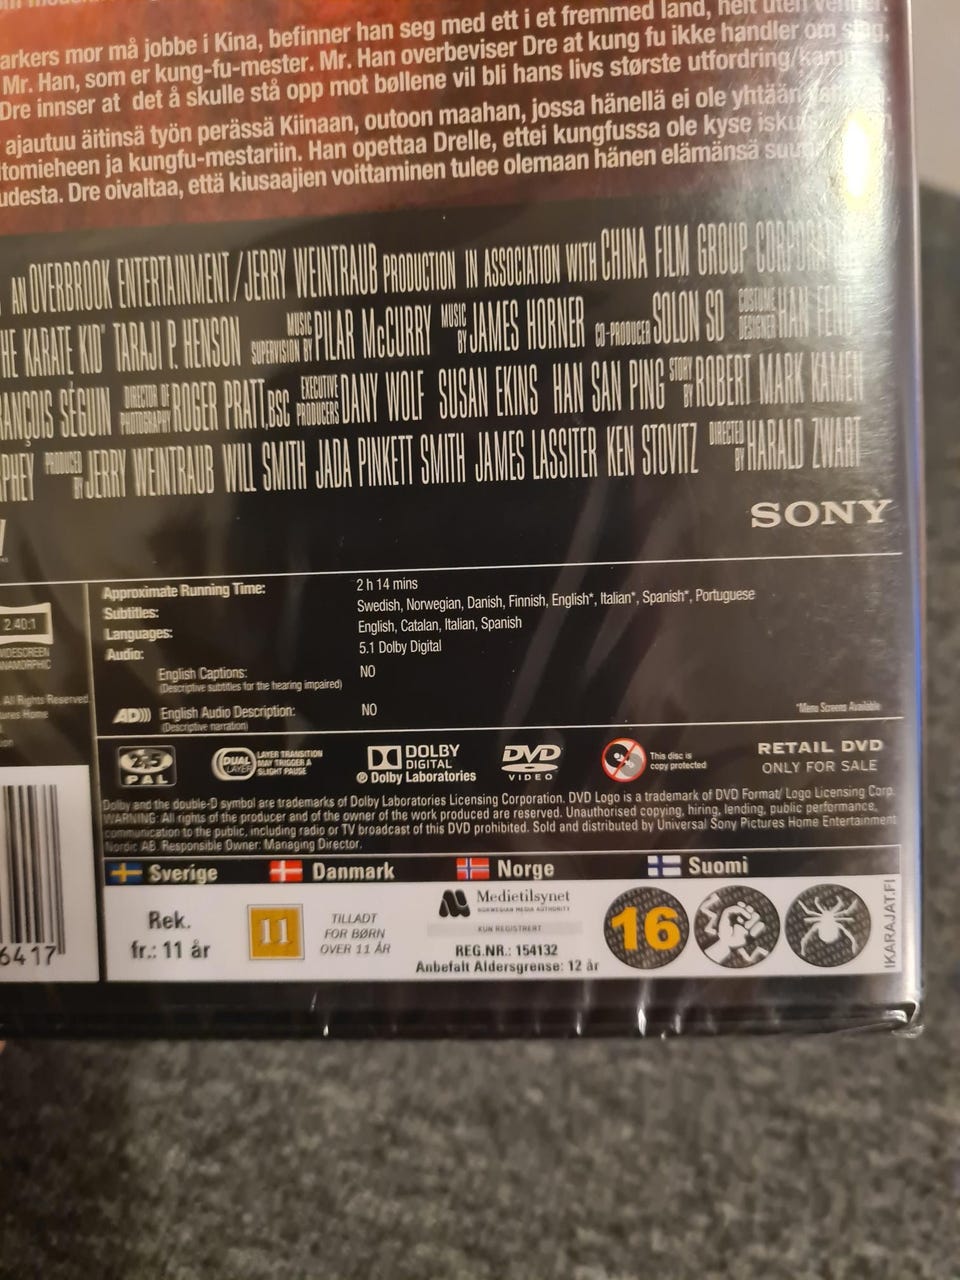 arkers mor må jobbe i Kina, befinner han seg med ett i et fremmed land, helt uten venner.
Mr. Han, som er kung-fu-mester. Mr. Han overbeviser Dre at kung fu ikke handler om slag,
Dre innser at det å skulle stå opp mot bøllene vil bli hans livs største utfordring/kamp
ajautuu äitinsä työn perässä Kiinaan, outoon maahan, jossa hänellä ei ole yhtään
tomieheen ja kungfu-mestariin. Han opettaa Drelle, ettei kungfussa ole kyse
udesta. Dre oivaltaa, että kiusaajien voittaminen tulee olemaan hänen elämänsä
AN OVERBROOK ENTERTAINMENT/JERRY WEINTRAUB PRODUCTION IN ASSOCIATION WITH CHINA FILM GROUP
HE KARATE KID" TARAJI P. HENSON MUSIC SUPERVISION BY PILAR McCURRY MUSIC BY JAMES HORNER CO-PRODUCER SOLON SO COSTUME DESIGNER HAN FENG
RANÇOIS SÉGUIN DIRECTOR OF PHOTOGRAPHY ROGER PRATT, BSC EXECUTIVE PRODUCERS DANY WOLF SUSAN EKINS HAN SAN PING STORY BY ROBERT MARK KAMEN
PHEY PRODUCED BY JERRY WEINTRAUB WILL SMITH JADA PINKETT SMITH JAMES LASSITER KEN STOVITZ DIRECTED BY HARALD ZWART
SONY
2.40:1
WIDESCREEN
ANAMORPHIC
Approximate Running Time: 2 h 14 mins
Subtitles: Swedish, Norwegian, Danish, Finnish, English*, Italian*, Spanish*, Portuguese
Languages: English, Catalan, Italian, Spanish
Audio: 5.1 Dolby Digital
English Captions: NO
(Descriptive subtitles for the hearing impaired)
AD))) English Audio Description: NO
(Descriptive narration)
*Menu Screens Available
. All Rights Reserved
ures Home
2,5
PAL
DUAL LAYER
LAYER TRANSITION
MAY TRIGGER A
SLIGHT PAUSE
DOLBY
DIGITAL
® Dolby Laboratories
DVD
VIDEO
This disc is
copy protected
RETAIL DVD
ONLY FOR SALE
Dolby and the double-D symbol are trademarks of Dolby Laboratories Licensing Corporation. DVD Logo is a trademark of DVD Format/ Logo Licensing Corp.
WARNING: All rights of the producer and of the owner of the work produced are reserved. Unauthorised copying, hiring, lending, public performance,
communication to the public, including radio or TV broadcast of this DVD prohibited. Sold and distributed by Universal Sony Pictures Home Entertainment
Nordic AB. Responsible Owner: Managing Director.
Sverige Danmark Norge Suomi
Rek.
fr.: 11 år
11
TILLADT
FOR BØRN
OVER 11 ÅR
Medietilsynet
NORWEGIAN MEDIA AUTHORITY
KUN REGISTRERT
REG.NR.: 154132
Anbefalt Aldersgrense: 12 år
16
IKARAJAT.FI
6417